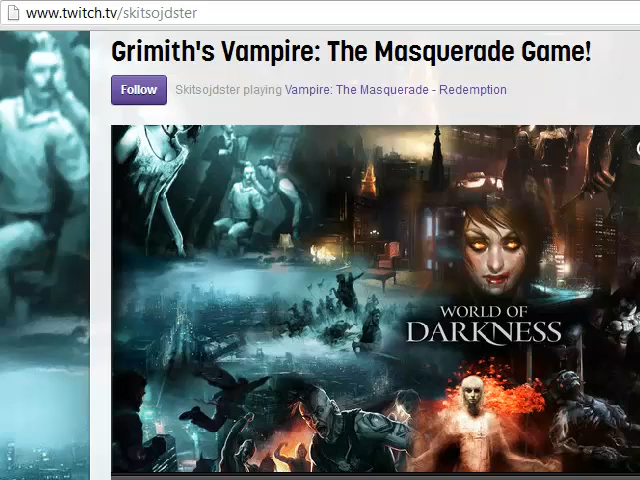 www.twitch.tv/skitsojdster
Grimith's Vampire: The Masquerade Game!
Follow
Skitsojdster playing Vampire: The Masquerade - Redemption
WORLD OF
DARKNESS